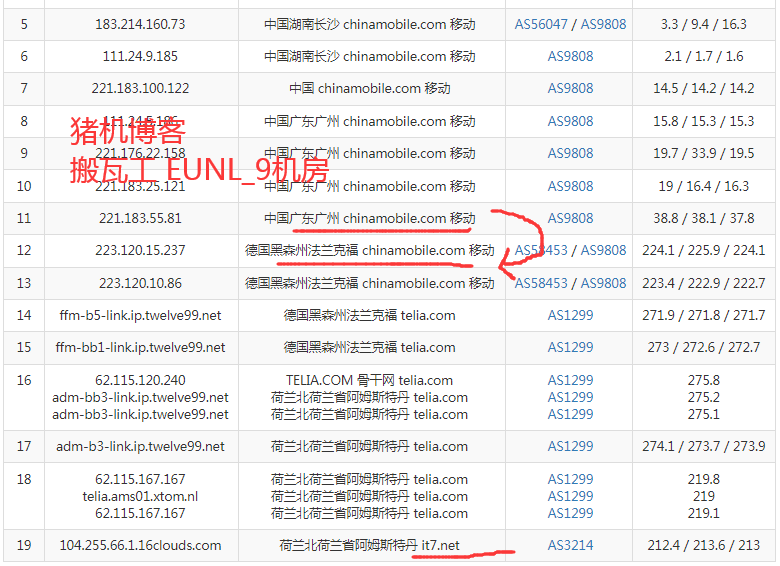 5 183.214.160.73 中国湖南长沙 chinamobile.com 移动 AS56047 / AS9808 3.3 / 9.4 / 16.3
6 111.24.9.185 中国湖南长沙 chinamobile.com 移动 AS9808 2.1 / 1.7 / 1.6
7 221.183.100.122 中国 chinamobile.com 移动 AS9808 14.5 / 14.2 / 14.2
8 中国广东广州 chinamobile.com 移动 AS9808 15.8 / 15.3 / 15.3
猪机博客
9 221.176.22.158 中国广东广州 chinamobile.com 移动 AS9808 19.7 / 33.9 / 19.5
搬瓦工 EUNL_9机房
10 221.183.25.121 中国广东广州 chinamobile.com 移动 AS9808 19 / 16.4 / 16.3
11 221.183.55.81 中国广东广州 chinamobile.com 移动 AS9808 38.8 / 38.1 / 37.8
12 223.120.15.237 德国黑森州法兰克福 chinamobile.com 移动 AS58453 / AS9808 224.1 / 225.9 / 224.1
13 223.120.10.86 德国黑森州法兰克福 chinamobile.com 移动 AS58453 / AS9808 223.4 / 222.9 / 222.7
14 ffm-b5-link.ip.twelve99.net 德国黑森州法兰克福 telia.com AS1299 271.9 / 271.8 / 271.7
15 ffm-bb1-link.ip.twelve99.net 德国黑森州法兰克福 telia.com AS1299 273 / 272.6 / 272.7
16 62.115.120.240 TELIA.COM 骨干网 telia.com AS1299 275.8
adm-bb3-link.ip.twelve99.net 荷兰北荷兰省阿姆斯特丹 telia.com AS1299 275.2
adm-bb3-link.ip.twelve99.net 荷兰北荷兰省阿姆斯特丹 telia.com AS1299 275.1
17 adm-b3-link.ip.twelve99.net 荷兰北荷兰省阿姆斯特丹 telia.com AS1299 274.1 / 273.7 / 273.9
18 62.115.167.167 荷兰北荷兰省阿姆斯特丹 telia.com AS1299 219.8
telia.ams01.xtom.nl 荷兰北荷兰省阿姆斯特丹 telia.com AS1299 219
62.115.167.167 荷兰北荷兰省阿姆斯特丹 telia.com AS1299 219.1
19 104.255.66.1.16clouds.com 荷兰北荷兰省阿姆斯特丹 it7.net AS3214 212.4 / 213.6 / 213